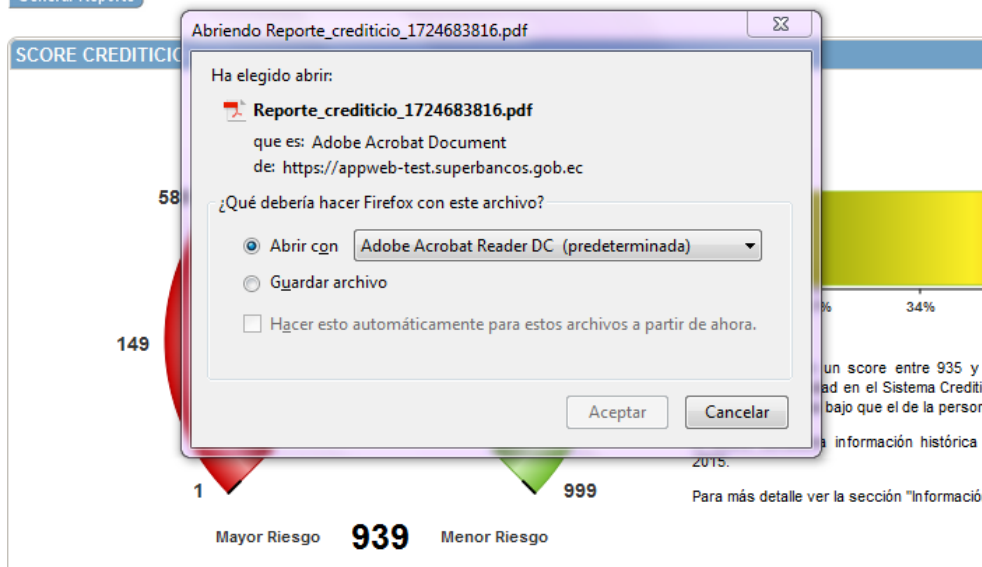 Generar Reporte
SCORE CREDITICIO
Abriendo Reporte_crediticio_1724683816.pdf
Ha elegido abrir:
Reporte_crediticio_1724683816.pdf
que es: Adobe Acrobat Document
de: https://appweb-test.superbancos.gob.ec
¿Qué debería hacer Firefox con este archivo?
Abrir con Adobe Acrobat Reader DC (predeterminada)
Guardar archivo
Hacer esto automáticamente para estos archivos a partir de ahora.
Aceptar Cancelar
58
149
1
999
Mayor Riesgo 939 Menor Riesgo
% 34%
un score entre 935 y
ad en el Sistema Crediti
bajo que el de la person
información histórica
2015.
Para más detalle ver la sección "Informació